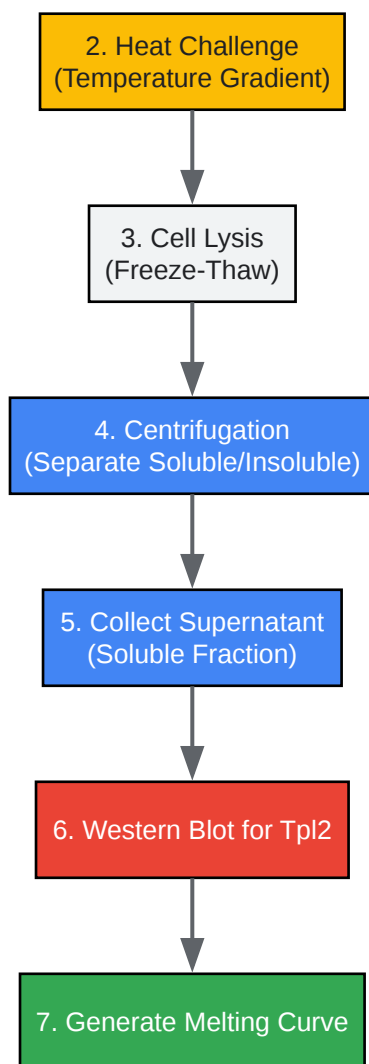 2. Heat Challenge
(Temperature Gradient)
3. Cell Lysis
(Freeze-Thaw)
4. Centrifugation
(Separate Soluble/Insoluble)
5. Collect Supernatant
(Soluble Fraction)
6. Western Blot for Tpl2
7. Generate Melting Curve